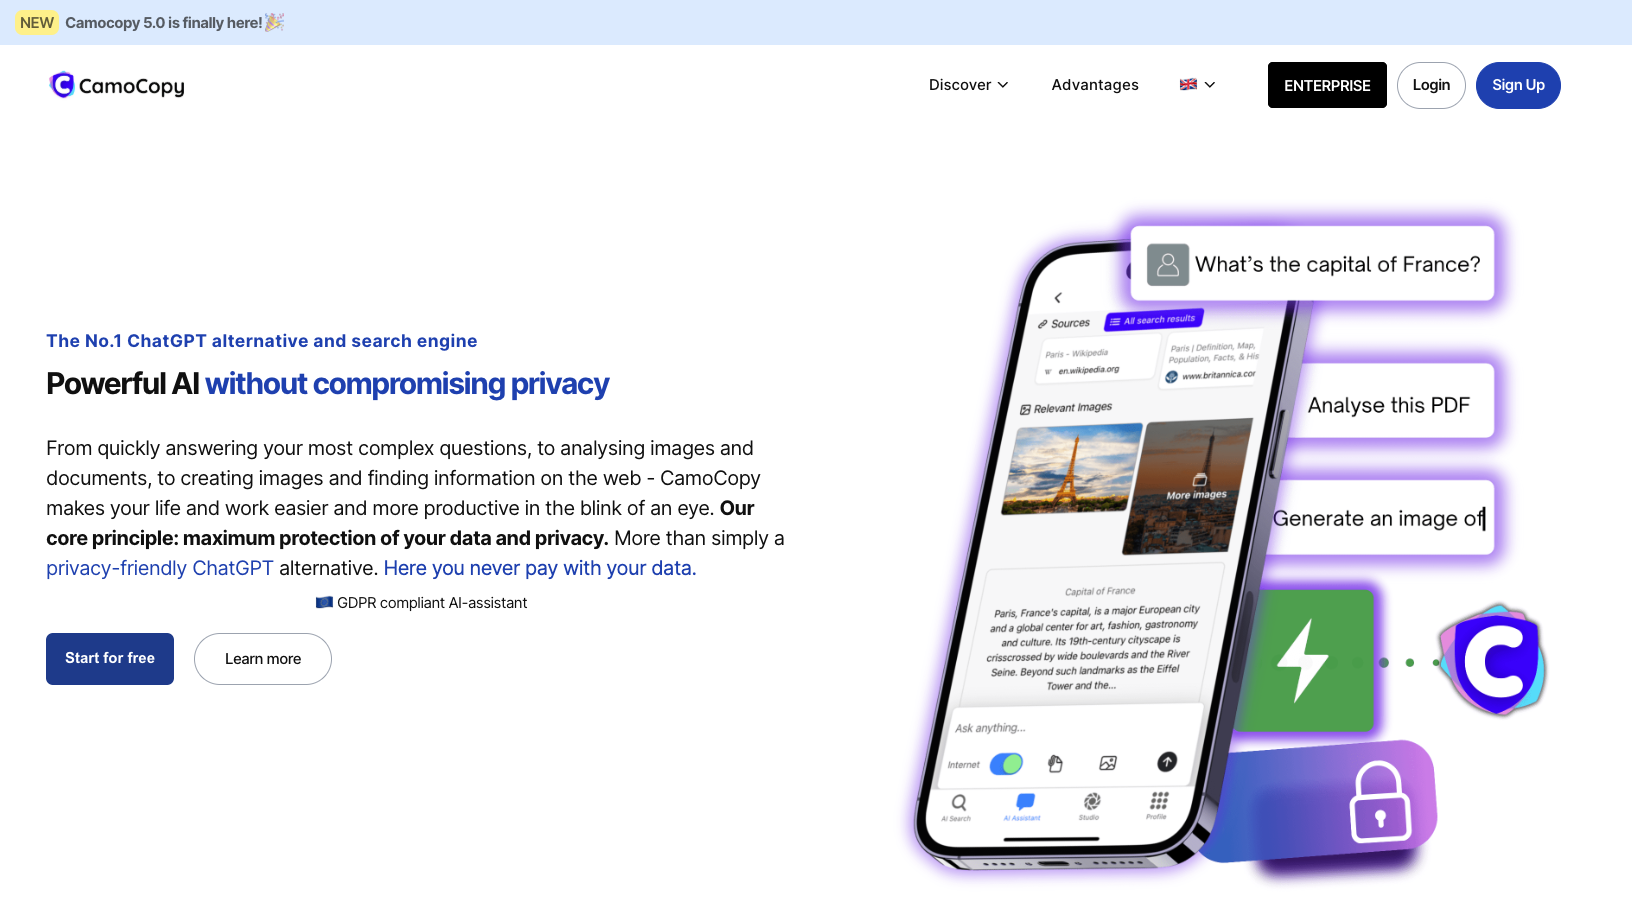 NEW Camocopy 5.0 is finally here!🎉
CamoCopy
Discover
Advantages
ENTERPRISE
Login
Sign Up
The No.1 ChatGPT alternative and search engine
Powerful AI without compromising privacy
From quickly answering your most complex questions, to analysing images and
documents, to creating images and finding information on the web - CamoCopy
makes your life and work easier and more productive in the blink of an eye. Our
core principle: maximum protection of your data and privacy. More than simply a
privacy-friendly ChatGPT alternative. Here you never pay with your data.
🇪🇺 GDPR compliant AI-assistant
Start for free
Learn more
What's the capital of France?
Sources
All search results
Paris - Wikipedia
en.wikipedia.org
Paris | Definition, Map,
Population, Facts, & His
www.britannica.com
Relevant Images
More images
Analyse this PDF
Generate an image of
Capital of France
Paris, France's capital, is a major European city
and a global center for art, fashion, gastronomy
and culture. Its 19th-century cityscape is
crisscrossed by wide boulevards and the River
Seine. Beyond such landmarks as the Eiffel
Tower and the...
Ask anything...
Internet
AI Search
AI Assistant
Studio
Profile